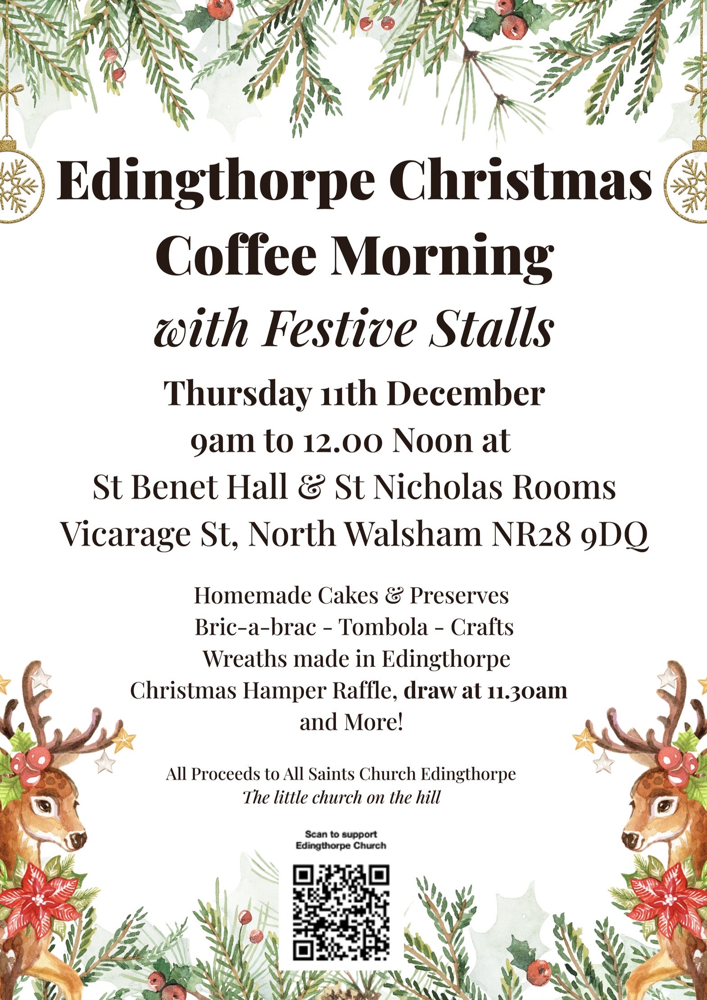 Edingthorpe Christmas
Coffee Morning
with Festive Stalls
Thursday 11th December
9am to 12.00 Noon at
St Benet Hall & St Nicholas Rooms
Vicarage St, North Walsham NR28 9DQ
Homemade Cakes & Preserves
Bric-a-brac - Tombola - Crafts
Wreaths made in Edingthorpe
Christmas Hamper Raffle, draw at 11.30am
and More!
All Proceeds to All Saints Church Edingthorpe
The little church on the hill
Scan to support
Edingthorpe Church